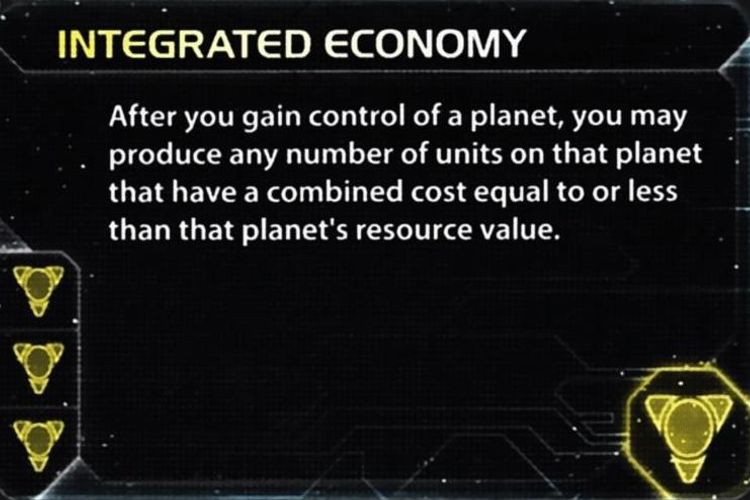 INTEGRATED ECONOMY
After you gain control of a planet, you may
produce any number of units on that planet
that have a combined cost equal to or less
than that planet's resource value.